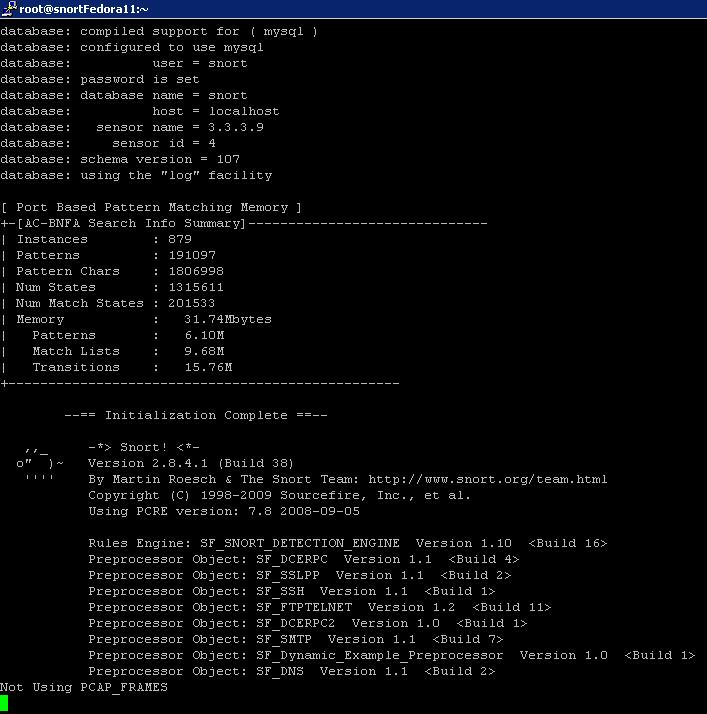 root@snortFedora11:~
database: compiled support for ( mysql )
database: configured to use mysql
database:          user = snort
database: password is set
database: database name = snort
database:          host = localhost
database:   sensor name = 3.3.3.9
database:     sensor id = 4
database: schema version = 107
database: using the "log" facility
[ Port Based Pattern Matching Memory ]
+-[AC-BNFA Search Info Summary]------------------------------
| Instances        : 879
| Patterns         : 191097
| Pattern Chars    : 1806998
| Num States       : 1315611
| Num Match States : 201533
| Memory           :   31.74Mbytes
|   Patterns       :   6.10M
|   Match Lists    :   9.68M
|   Transitions    :   15.76M
+-------------------------------------------------
        --== Initialization Complete ==--
   ,,_     -*> Snort! <*-
  o"  )~   Version 2.8.4.1 (Build 38)
   ''''    By Martin Roesch & The Snort Team: http://www.snort.org/team.html
           Copyright (C) 1998-2009 Sourcefire, Inc., et al.
           Using PCRE version: 7.8 2008-09-05
           Rules Engine: SF_SNORT_DETECTION_ENGINE  Version 1.10  <Build 16>
           Preprocessor Object: SF_DCERPC  Version 1.1  <Build 4>
           Preprocessor Object: SF_SSLPP  Version 1.1  <Build 2>
           Preprocessor Object: SF_SSH  Version 1.1  <Build 1>
           Preprocessor Object: SF_FTPTELNET  Version 1.2  <Build 11>
           Preprocessor Object: SF_DCERPC2  Version 1.0  <Build 1>
           Preprocessor Object: SF_SMTP  Version 1.1  <Build 7>
           Preprocessor Object: SF_Dynamic_Example_Preprocessor  Version 1.0  <Build 1>
           Preprocessor Object: SF_DNS  Version 1.1  <Build 2>
Not Using PCAP_FRAMES